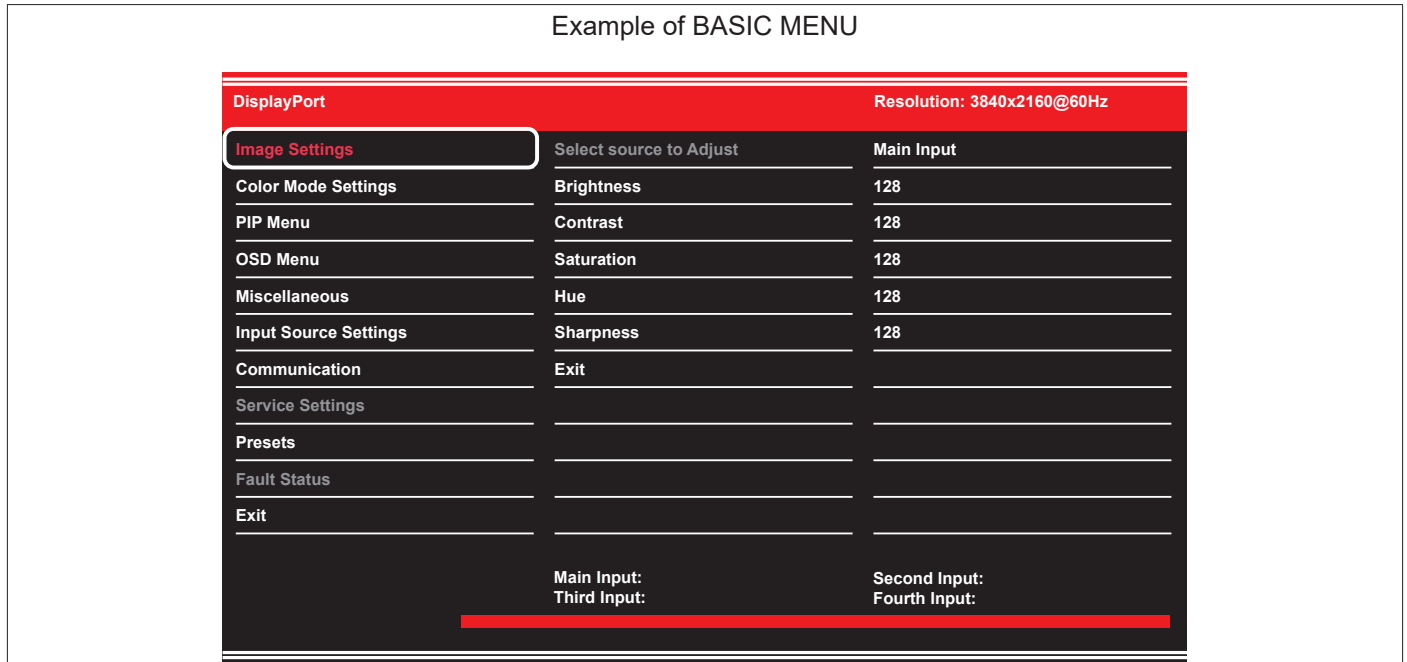 Example of BASIC MENU
DisplayPort Resolution: 3840x2160@60Hz
Image Settings Select source to Adjust Main Input
Color Mode Settings Brightness 128
PIP Menu Contrast 128
OSD Menu Saturation 128
Miscellaneous Hue 128
Input Source Settings Sharpness 128
Communication Exit
Service Settings
Presets
Fault Status
Exit
Main Input: Second Input:
Third Input: Fourth Input: